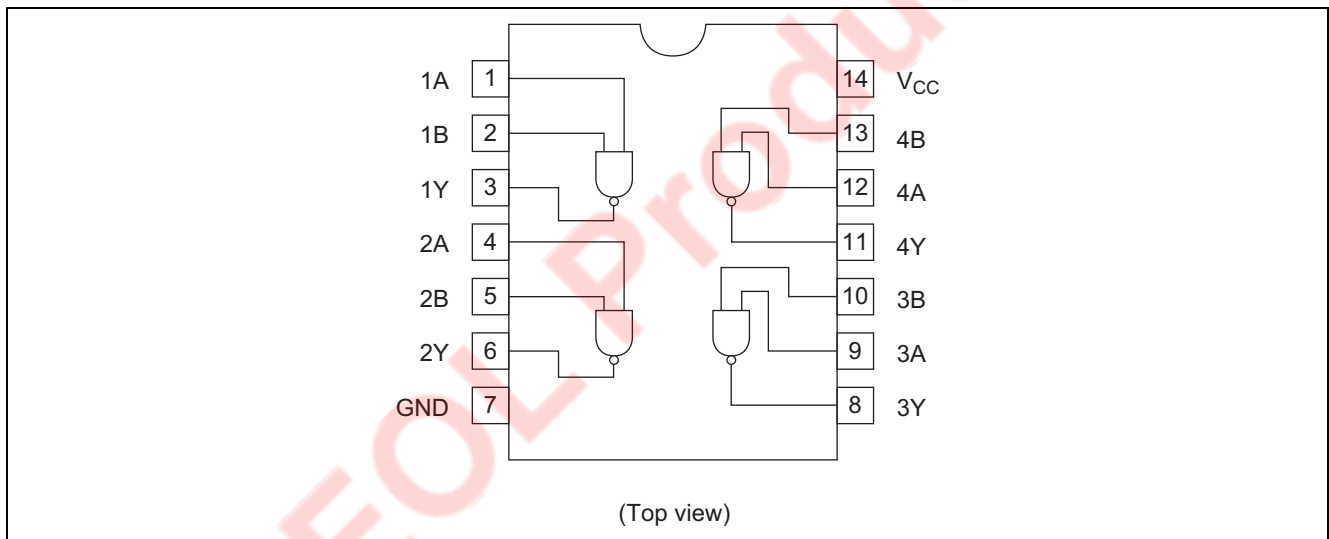 1A 1 14 V_CC
1B 2 13 4B
1Y 3 12 4A
2A 4 11 4Y
2B 5 10 3B
2Y 6 9 3A
GND 7 8 3Y
(Top view)
EOL Produ